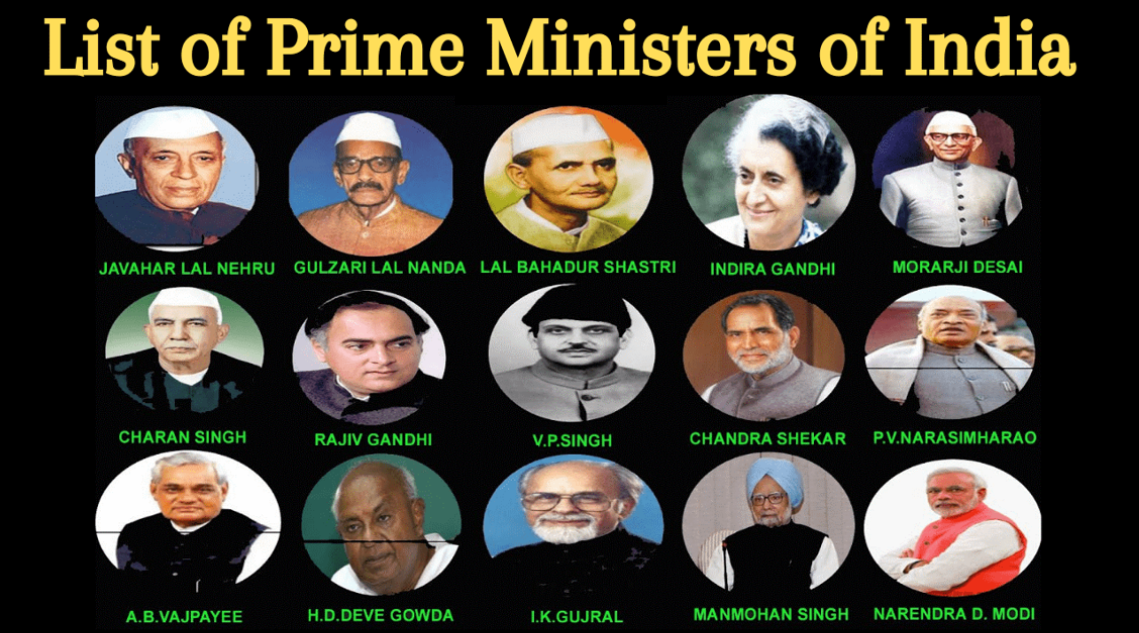 List of Prime Ministers of India
JAVAHAR LAL NEHRU GULZARI LAL NANDA LAL BAHADUR SHASTRI INDIRA GANDHI MORARJI DESAI
CHARAN SINGH RAJIV GANDHI V.P.SINGH CHANDRA SHEKAR P.V.NARASIMHARAO
A.B.VAJPAYEE H.D.DEVE GOWDA I.K.GUJRAL MANMOHAN SINGH NARENDRA D. MODI